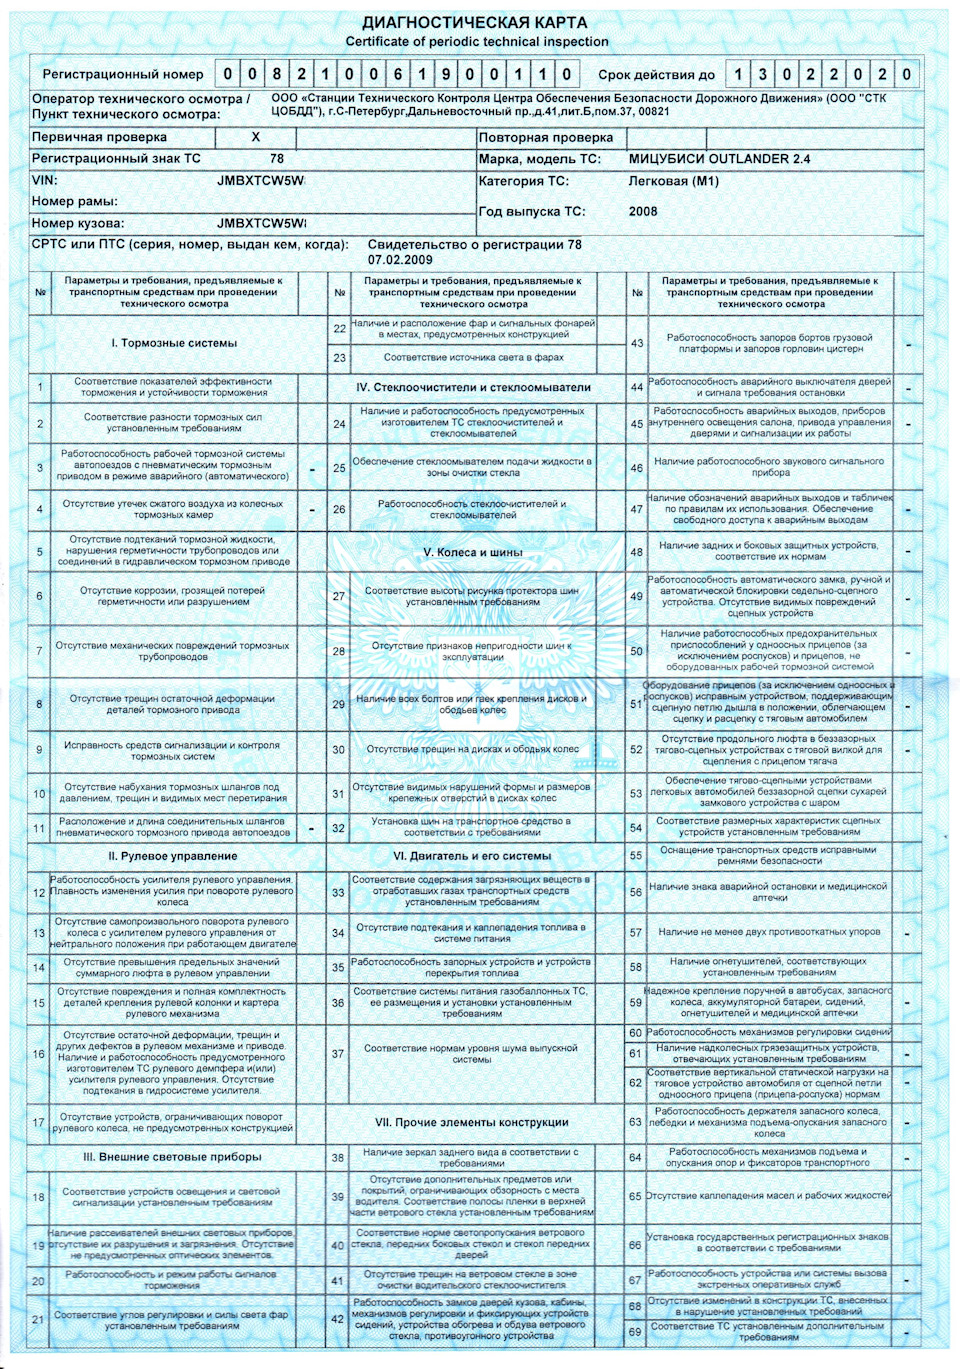 ДИАГНОСТИЧЕСКАЯ КАРТА
Certificate of periodic technical inspection
Регистрационный номер 0 0 8 2 1 0 0 6 1 9 0 0 1 1 0 Срок действия до 1 3 0 2 2 0 2 0
Оператор технического осмотра / Пункт технического осмотра:
ООО «Станции Технического Контроля Центра Обеспечения Безопасности Дорожного Движения» (ООО "СТК
ЦОБДД"), г.С-Петербург,Дальневосточный пр.,д.41,лит.Б,пом.37, 00821
Первичная проверка X Повторная проверка
Регистрационный знак ТС 78 Марка, модель ТС: МИЦУБИСИ OUTLANDER 2.4
VIN: JMBXTCW5W Категория ТС: Легковая (M1)
Номер рамы:
Год выпуска ТС: 2008
Номер кузова: JMBXTCW5W
СРТС или ПТС (серия, номер, выдан кем, когда): Свидетельство о регистрации 78
07.02.2009
№ Параметры и требования, предъявляемые к
транспортным средствам при проведении
технического осмотра
I. Тормозные системы
1 Соответствие показателей эффективности
торможения и устойчивости торможения
2 Соответствие разности тормозных сил
установленным требованиям
3 Работоспособность рабочей тормозной системы
автопоездов с пневматическим тормозным
приводом в режиме аварийного (автоматического) -
4 Отсутствие утечек сжатого воздуха из колесных
тормозных камер -
5 Отсутствие подтеканий тормозной жидкости,
нарушения герметичности трубопроводов или
соединений в гидравлическом тормозном приводе
6 Отсутствие коррозии, грозящей потерей
герметичности или разрушением
7 Отсутствие механических повреждений тормозных
трубопроводов
8 Отсутствие трещин остаточной деформации
деталей тормозного привода
9 Исправность средств сигнализации и контроля
тормозных систем
10 Отсутствие набухания тормозных шлангов под
давлением, трещин и видимых мест перетирания
11 Расположение и длина соединительных шлангов
пневматического тормозного привода автопоездов -
II. Рулевое управление
12 Работоспособность усилителя рулевого управления.
Плавность изменения усилия при повороте рулевого
колеса
13 Отсутствие самопроизвольного поворота рулевого
колеса с усилителем рулевого управления от
нейтрального положения при работающем двигателе
14 Отсутствие превышения предельных значений
суммарного люфта в рулевом управлении
15 Отсутствие повреждения и полная комплектность
деталей крепления рулевой колонки и картера
рулевого механизма
16 Отсутствие остаточной деформации, трещин и
других дефектов в рулевом механизме и приводе.
Наличие и работоспособность предусмотренного
изготовителем ТС рулевого демпфера и(или)
усилителя рулевого управления. Отсутствие
подтекания в гидросистеме усилителя.
17 Отсутствие устройств, ограничивающих поворот
рулевого колеса, не предусмотренных конструкцией
III. Внешние световые приборы
18 Соответствие устройств освещения и световой
сигнализации установленным требованиям
19 Наличие рассеивателей внешних световых приборов,
отсутствие их разрушения и загрязнения. Отсутствие
не предусмотренных оптических элементов.
20 Работоспособность и режим работы сигналов
торможения
21 Соответствие углов регулировки и силы света фар
установленным требованиям
№ Параметры и требования, предъявляемые к
транспортным средствам при проведении
технического осмотра
22 Наличие и расположение фар и сигнальных фонарей
в местах, предусмотренных конструкцией
23 Соответствие источника света в фарах
IV. Стеклоочистители и стеклоомыватели
24 Наличие и работоспособность предусмотренных
изготовителем ТС стеклоочистителей и
стеклоомывателей
25 Обеспечение стеклоомывателем подачи жидкости в
зоны очистки стекла
26 Работоспособность стеклоочистителей и
стеклоомывателей
V. Колеса и шины
27 Соответствие высоты рисунка протектора шин
установленным требованиям
28 Отсутствие признаков непригодности шин к
эксплуатации
29 Наличие всех болтов или гаек крепления дисков и
ободьев колес
30 Отсутствие трещин на дисках и ободьях колес
31 Отсутствие видимых нарушений формы и размеров
крепежных отверстий в дисках колес
32 Установка шин на транспортное средство в
соответствии с требованиями
VI. Двигатель и его системы
33 Соответствие содержания загрязняющих веществ в
отработавших газах транспортных средств
установленным требованиям
34 Отсутствие подтекания и каплепадения топлива в
системе питания
35 Работоспособность запорных устройств и устройств
перекрытия топлива
36 Соответствие системы питания газобаллонных ТС,
ее размещения и установки установленным
требованиям
37 Соответствие нормам уровня шума выпускной
системы
VII. Прочие элементы конструкции
38 Наличие зеркал заднего вида в соответствии с
требованиями
39 Отсутствие дополнительных предметов или
покрытий, ограничивающих обзорность с места
водителя. Соответствие полосы пленки в верхней
части ветрового стекла установленным требованиям
40 Соответствие норме светопропускания ветрового
стекла, передних боковых стекол и стекол передних
дверей
41 Отсутствие трещин на ветровом стекле в зоне
очистки водительского стеклоочистителя
42 Работоспособность замков дверей кузова, кабины,
механизмов регулировки и фиксирующих устройств
сидений, устройства обогрева и обдува ветрового
стекла, противоугонного устройства
№ Параметры и требования, предъявляемые к
транспортным средствам при проведении
технического осмотра
43 Работоспособность запоров бортов грузовой
платформы и запоров горловин цистерн -
44 Работоспособность аварийного выключателя дверей
и сигнала требования остановки -
45 Работоспособность аварийных выходов, приборов
внутреннего освещения салона, привода управления
дверями и сигнализации их работы -
46 Наличие работоспособного звукового сигнального
прибора -
47 Наличие обозначений аварийных выходов и табличек
по правилам их использования. Обеспечение
свободного доступа к аварийным выходам -
48 Наличие задних и боковых защитных устройств,
соответствие их нормам -
49 Работоспособность автоматического замка, ручной и
автоматической блокировки седельно-сцепного
устройства. Отсутствие видимых повреждений
сцепных устройств -
50 Наличие работоспособных предохранительных
приспособлений у одноосных прицепов (за
исключением роспусков) и прицепов, не
оборудованных рабочей тормозной системой -
51 Оборудование прицепов (за исключением одноосных и
роспусков) исправным устройством, поддерживающим
сцепную петлю дышла в положении, облегчающем
сцепку и расцепку с тяговым автомобилем -
52 Отсутствие продольного люфта в беззазорных
тягово-сцепных устройствах с тяговой вилкой для
сцепления с прицепом тягача -
53 Обеспечение тягово-сцепными устройствами
легковых автомобилей беззазорной сцепки сухарей
замкового устройства с шаром -
54 Соответствие размерных характеристик сцепных
устройств установленным требованиям -
55 Оснащение транспортных средств исправными
ремнями безопасности
56 Наличие знака аварийной остановки и медицинской
аптечки
57 Наличие не менее двух противооткатных упоров -
58 Наличие огнетушителей, соответствующих
установленным требованиям
59 Надежное крепление поручней в автобусах, запасного
колеса, аккумуляторной батареи, сидений,
огнетушителей и медицинской аптечки -
60 Работоспособность механизмов регулировки сидений -
61 Наличие надколесных грязезащитных устройств,
отвечающих установленным требованиям -
62 Соответствие вертикальной статической нагрузки на
тяговое устройство автомобиля от сцепной петли
одноосного прицепа (прицепа-роспуска) нормам -
63 Работоспособность держателя запасного колеса,
лебедки и механизма подъема-опускания запасного
колеса -
64 Работоспособность механизмов подъема и
опускания опор и фиксаторов транспортного -
65 Отсутствие каплепадения масел и рабочих жидкостей
66 Установка государственных регистрационных знаков
в соответствии с требованиями
67 Работоспособность устройства или системы вызова
экстренных оперативных служб -
68 Отсутствие изменений в конструкции ТС, внесенных
в нарушение установленных требований
69 Соответствие ТС установленным дополнительным
требованиям -